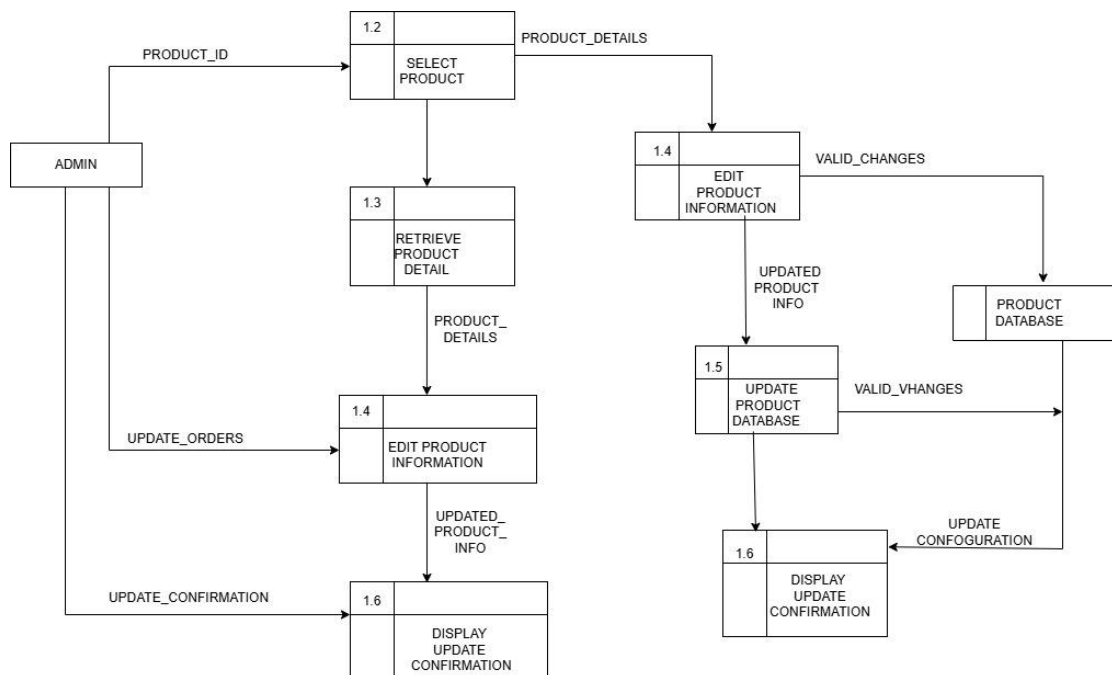 1.2
SELECT
PRODUCT
PRODUCT_ID
PRODUCT_DETAILS
ADMIN
1.4
EDIT
PRODUCT
INFORMATION
VALID_CHANGES
1.3
RETRIEVE
PRODUCT
DETAIL
UPDATED
PRODUCT
INFO
PRODUCT
DATABASE
PRODUCT_
DETAILS
1.5
UPDATE
PRODUCT
DATABASE
VALID_VHANGES
1.4
EDIT PRODUCT
INFORMATION
UPDATE_ORDERS
UPDATED_
PRODUCT_
INFO
UPDATE
CONFOGURATION
1.6
DISPLAY
UPDATE
CONFIRMATION
UPDATE_CONFIRMATION
1.6
DISPLAY
UPDATE
CONFIRMATION